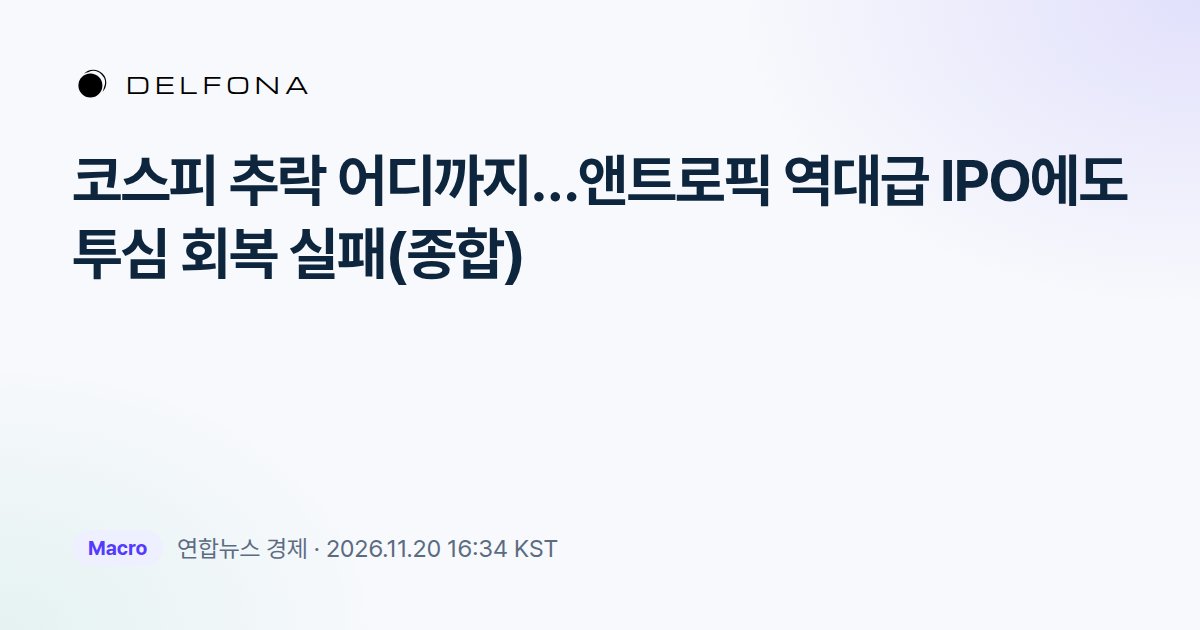 DELFONA
코스피 추락 어디까지…앤트로픽 역대급 IPO에도
투심 회복 실패(종합)
Macro 연합뉴스 경제 · 2026.11.20 16:34 KST